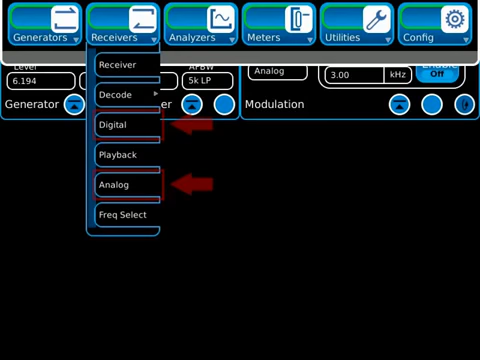 Generators Receivers Analyzers Meters Utilities Config
Level AFBW Enable
6.194 5k LP Analog 3.00 kHz Off
Generator er Modulation
Receiver
Decode
Digital
Playback
Analog
Freq Select